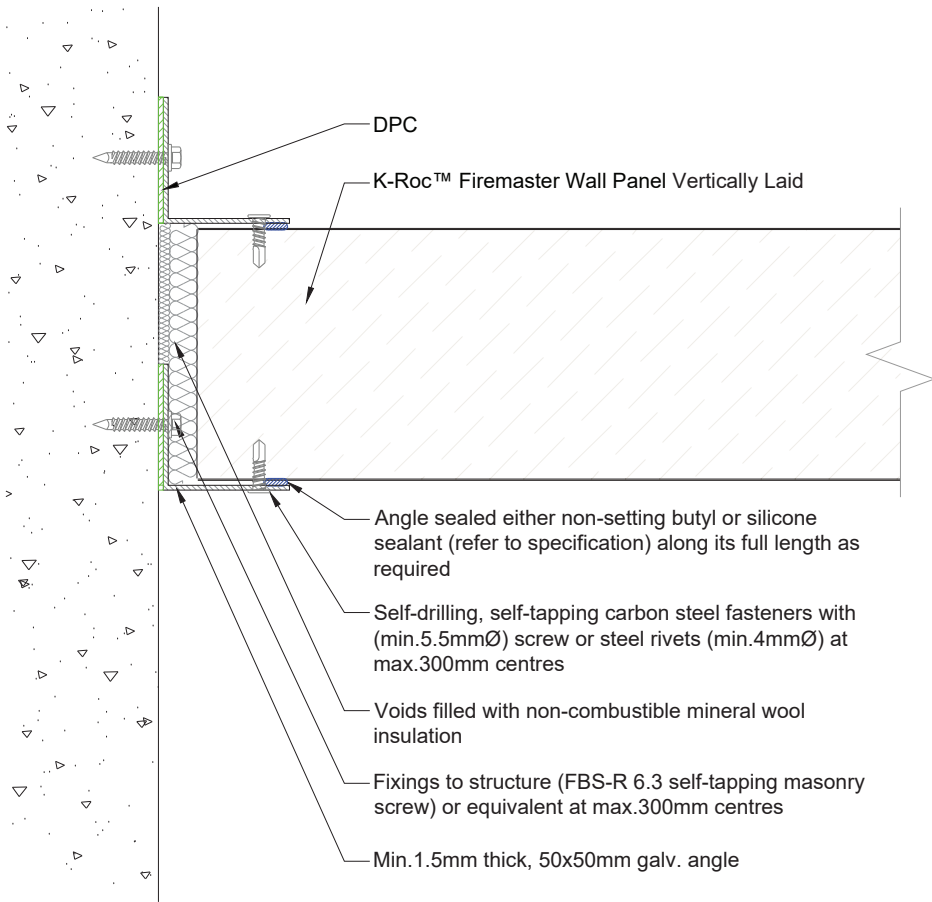 DPC
K-Roc™ Firemaster Wall Panel Vertically Laid
Angle sealed either non-setting butyl or silicone
sealant (refer to specification) along its full length as
required
Self-drilling, self-tapping carbon steel fasteners with
(min.5.5mmØ) screw or steel rivets (min.4mmØ) at
max.300mm centres
Voids filled with non-combustible mineral wool
insulation
Fixings to structure (FBS-R 6.3 self-tapping masonry
screw) or equivalent at max.300mm centres
Min.1.5mm thick, 50x50mm galv. angle